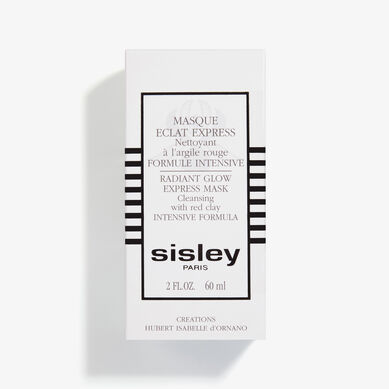 MASQUE
ECLAT EXPRESS
Nettoyant
à l'argile rouge
FORMULE INTENSIVE
RADIANT GLOW
EXPRESS MASK
Cleansing
with red clay
INTENSIVE FORMULA
sisley
PARIS
2 FL.OZ. 60 ml
CREATIONS
HUBERT ISABELLE d'ORNANO